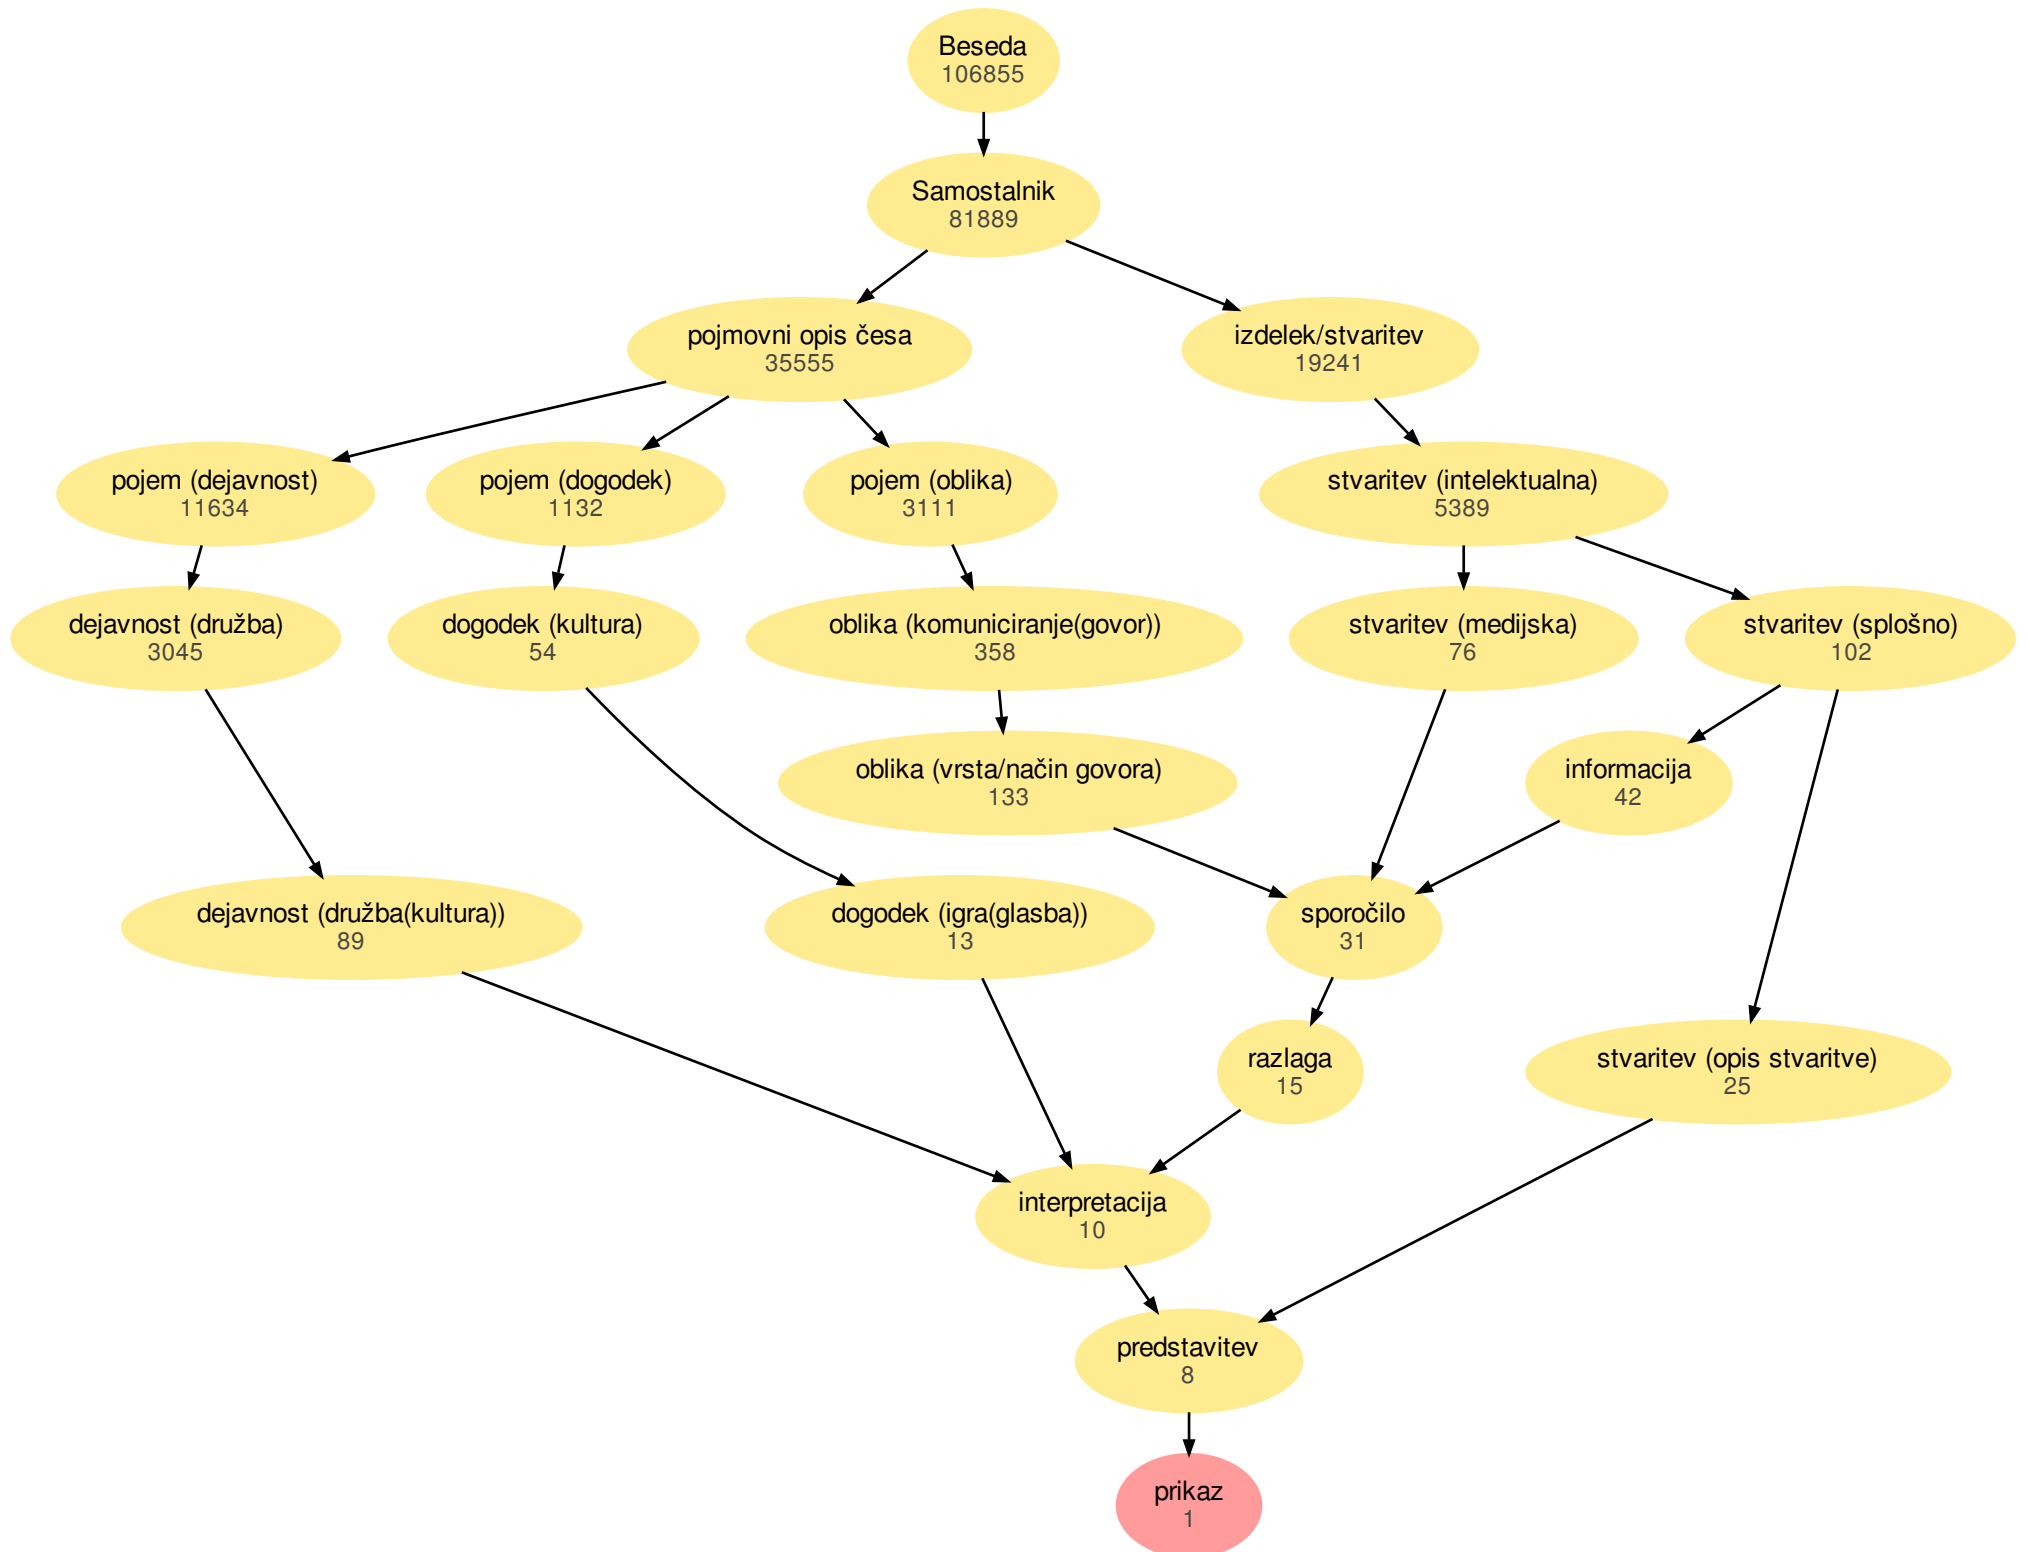 Beseda
106855
Samostalnik
81889
pojmovni opis česa
35555
izdelek/stvaritev
19241
pojem (dejavnost)
11634
pojem (dogodek)
1132
pojem (oblika)
3111
stvaritev (intelektualna)
5389
dejavnost (družba)
3045
dogodek (kultura)
54
oblika (komuniciranje(govor))
358
stvaritev (medijska)
76
stvaritev (splošno)
102
oblika (vrsta/način govora)
133
informacija
42
dejavnost (družba(kultura))
89
dogodek (igra(glasba))
13
sporočilo
31
razlaga
15
stvaritev (opis stvaritve)
25
interpretacija
10
predstavitev
8
prikaz
1